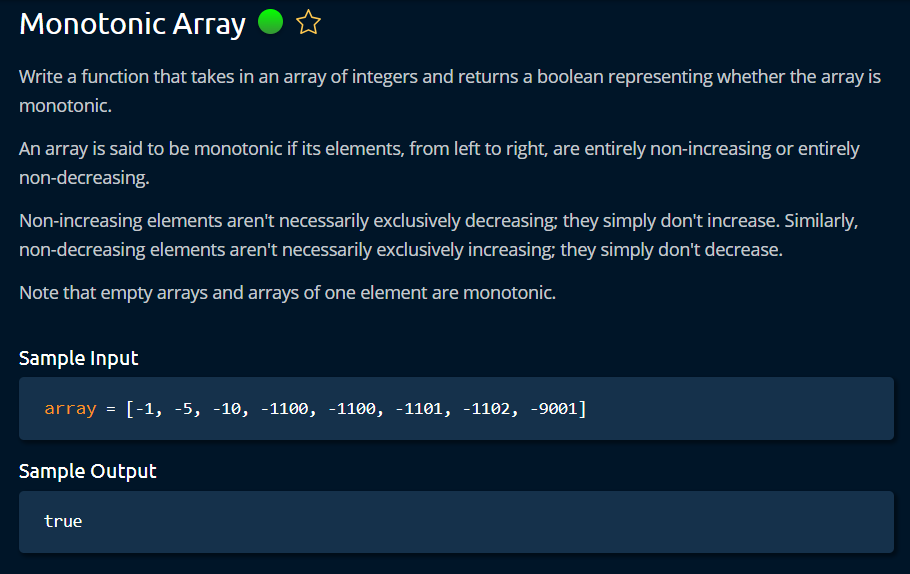 Monotonic Array
Write a function that takes in an array of integers and returns a boolean representing whether the array is
monotonic.
An array is said to be monotonic if its elements, from left to right, are entirely non-increasing or entirely
non-decreasing.
Non-increasing elements aren't necessarily exclusively decreasing; they simply don't increase. Similarly,
non-decreasing elements aren't necessarily exclusively increasing; they simply don't decrease.
Note that empty arrays and arrays of one element are monotonic.
Sample Input
array = [-1, -5, -10, -1100, -1100, -1101, -1102, -9001]
Sample Output
true